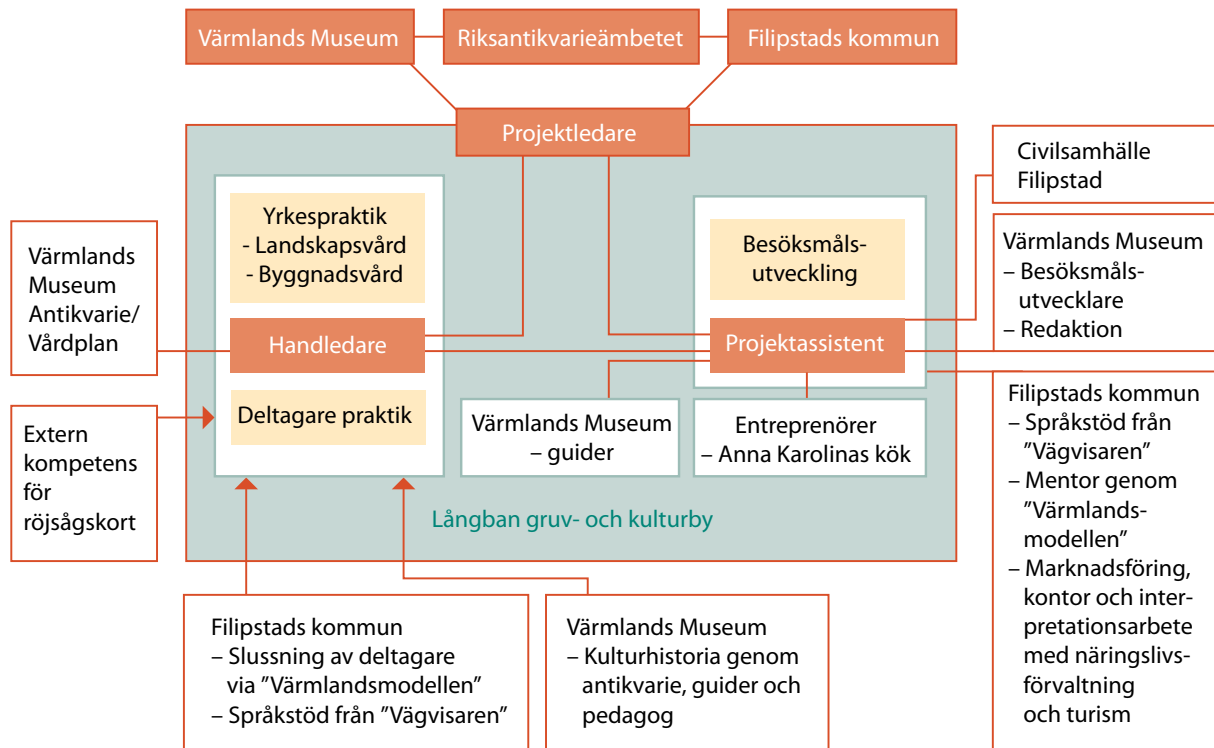 Värmlands Museum
Riksantikvarieämbetet
Filipstads kommun
Projektledare
Civilsamhälle
Filipstad
Yrkespraktik
- Landskapsvård
- Byggnadsvård
Besöksmåls-
utveckling
Värmlands
Museum
Antikvarie/
Vårdplan
Värmlands Museum
– Besöksmåls-
utvecklare
– Redaktion
Handledare
Projektassistent
Deltagare praktik
Extern
kompetens
för
röjsågskort
Värmlands Museum
– guider
Entreprenörer
– Anna Karolinas kök
Filipstads kommun
– Språkstöd från
”Vägvisaren”
– Mentor genom
”Värmlands-
modellen”
– Marknadsföring,
kontor och inter-
pretationsarbete
med näringslivs-
förvaltning
och turism
Långban gruv- och kulturby
Filipstads kommun
– Slussning av deltagare
via ”Värmlandsmodellen”
– Språkstöd från ”Vägvisaren”
Värmlands Museum
– Kulturhistoria genom
antikvarie, guider och
pedagog